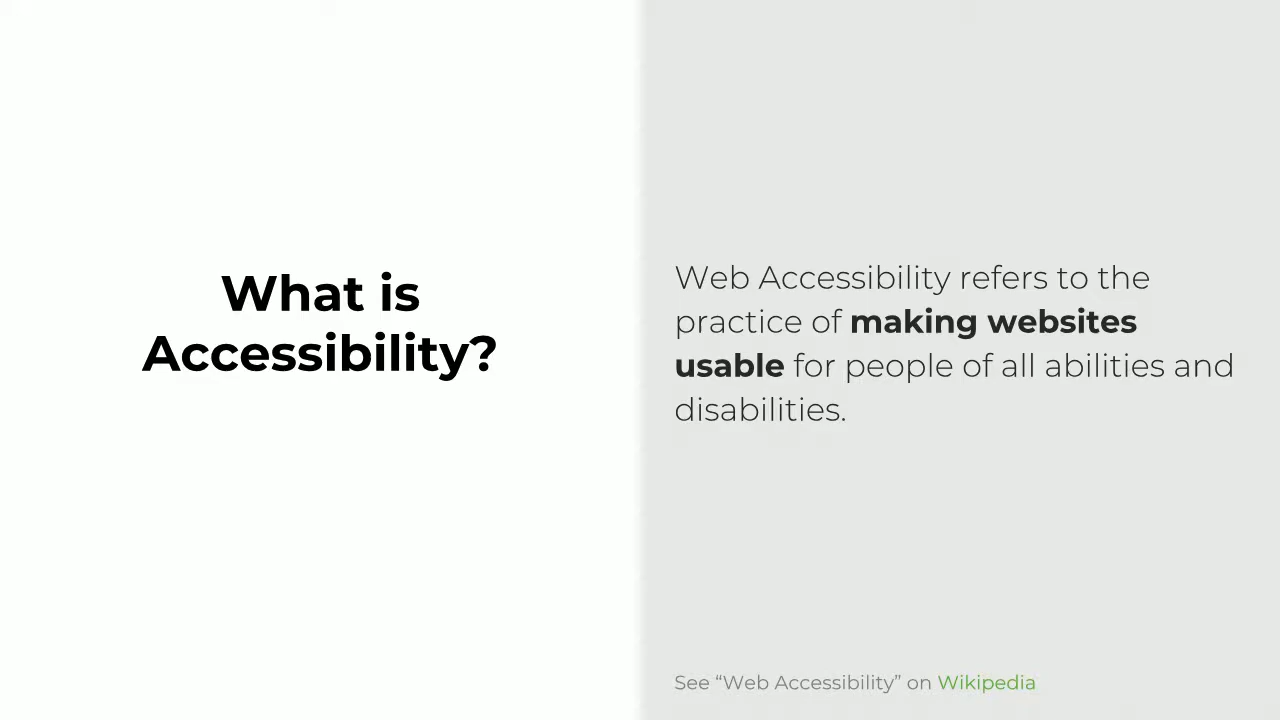 What is
Accessibility?
Web Accessibility refers to the
practice of making websites
usable for people of all abilities and
disabilities.
See “Web Accessibility” on Wikipedia